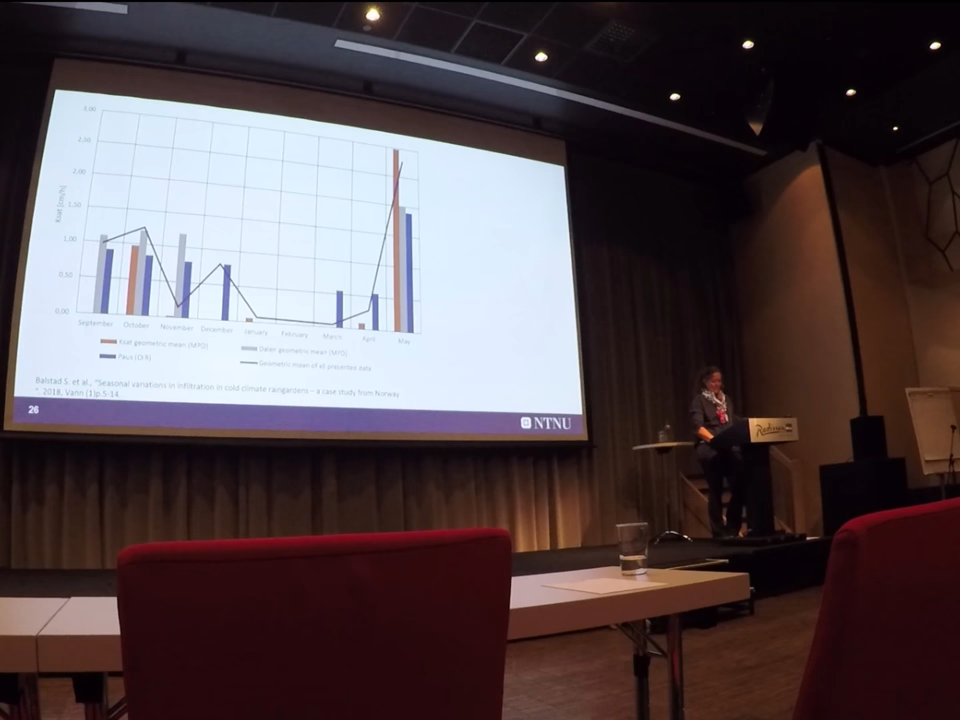 3,00
2,50
2,00
1,50
1,00
0,50
0,00
Ksat [cm/h]
September October November December January February March April May
Ksat geometric mean (MPD)
Dalen geometric mean (MPD)
Paus (CI-R)
Geometric mean of all presented data
Balstad S. et al., "Seasonal variations in infiltration in cold climate raingardens – a case study from Norway
" 2018, Vann (1)p.5-14.
26
NTNU
Radisson